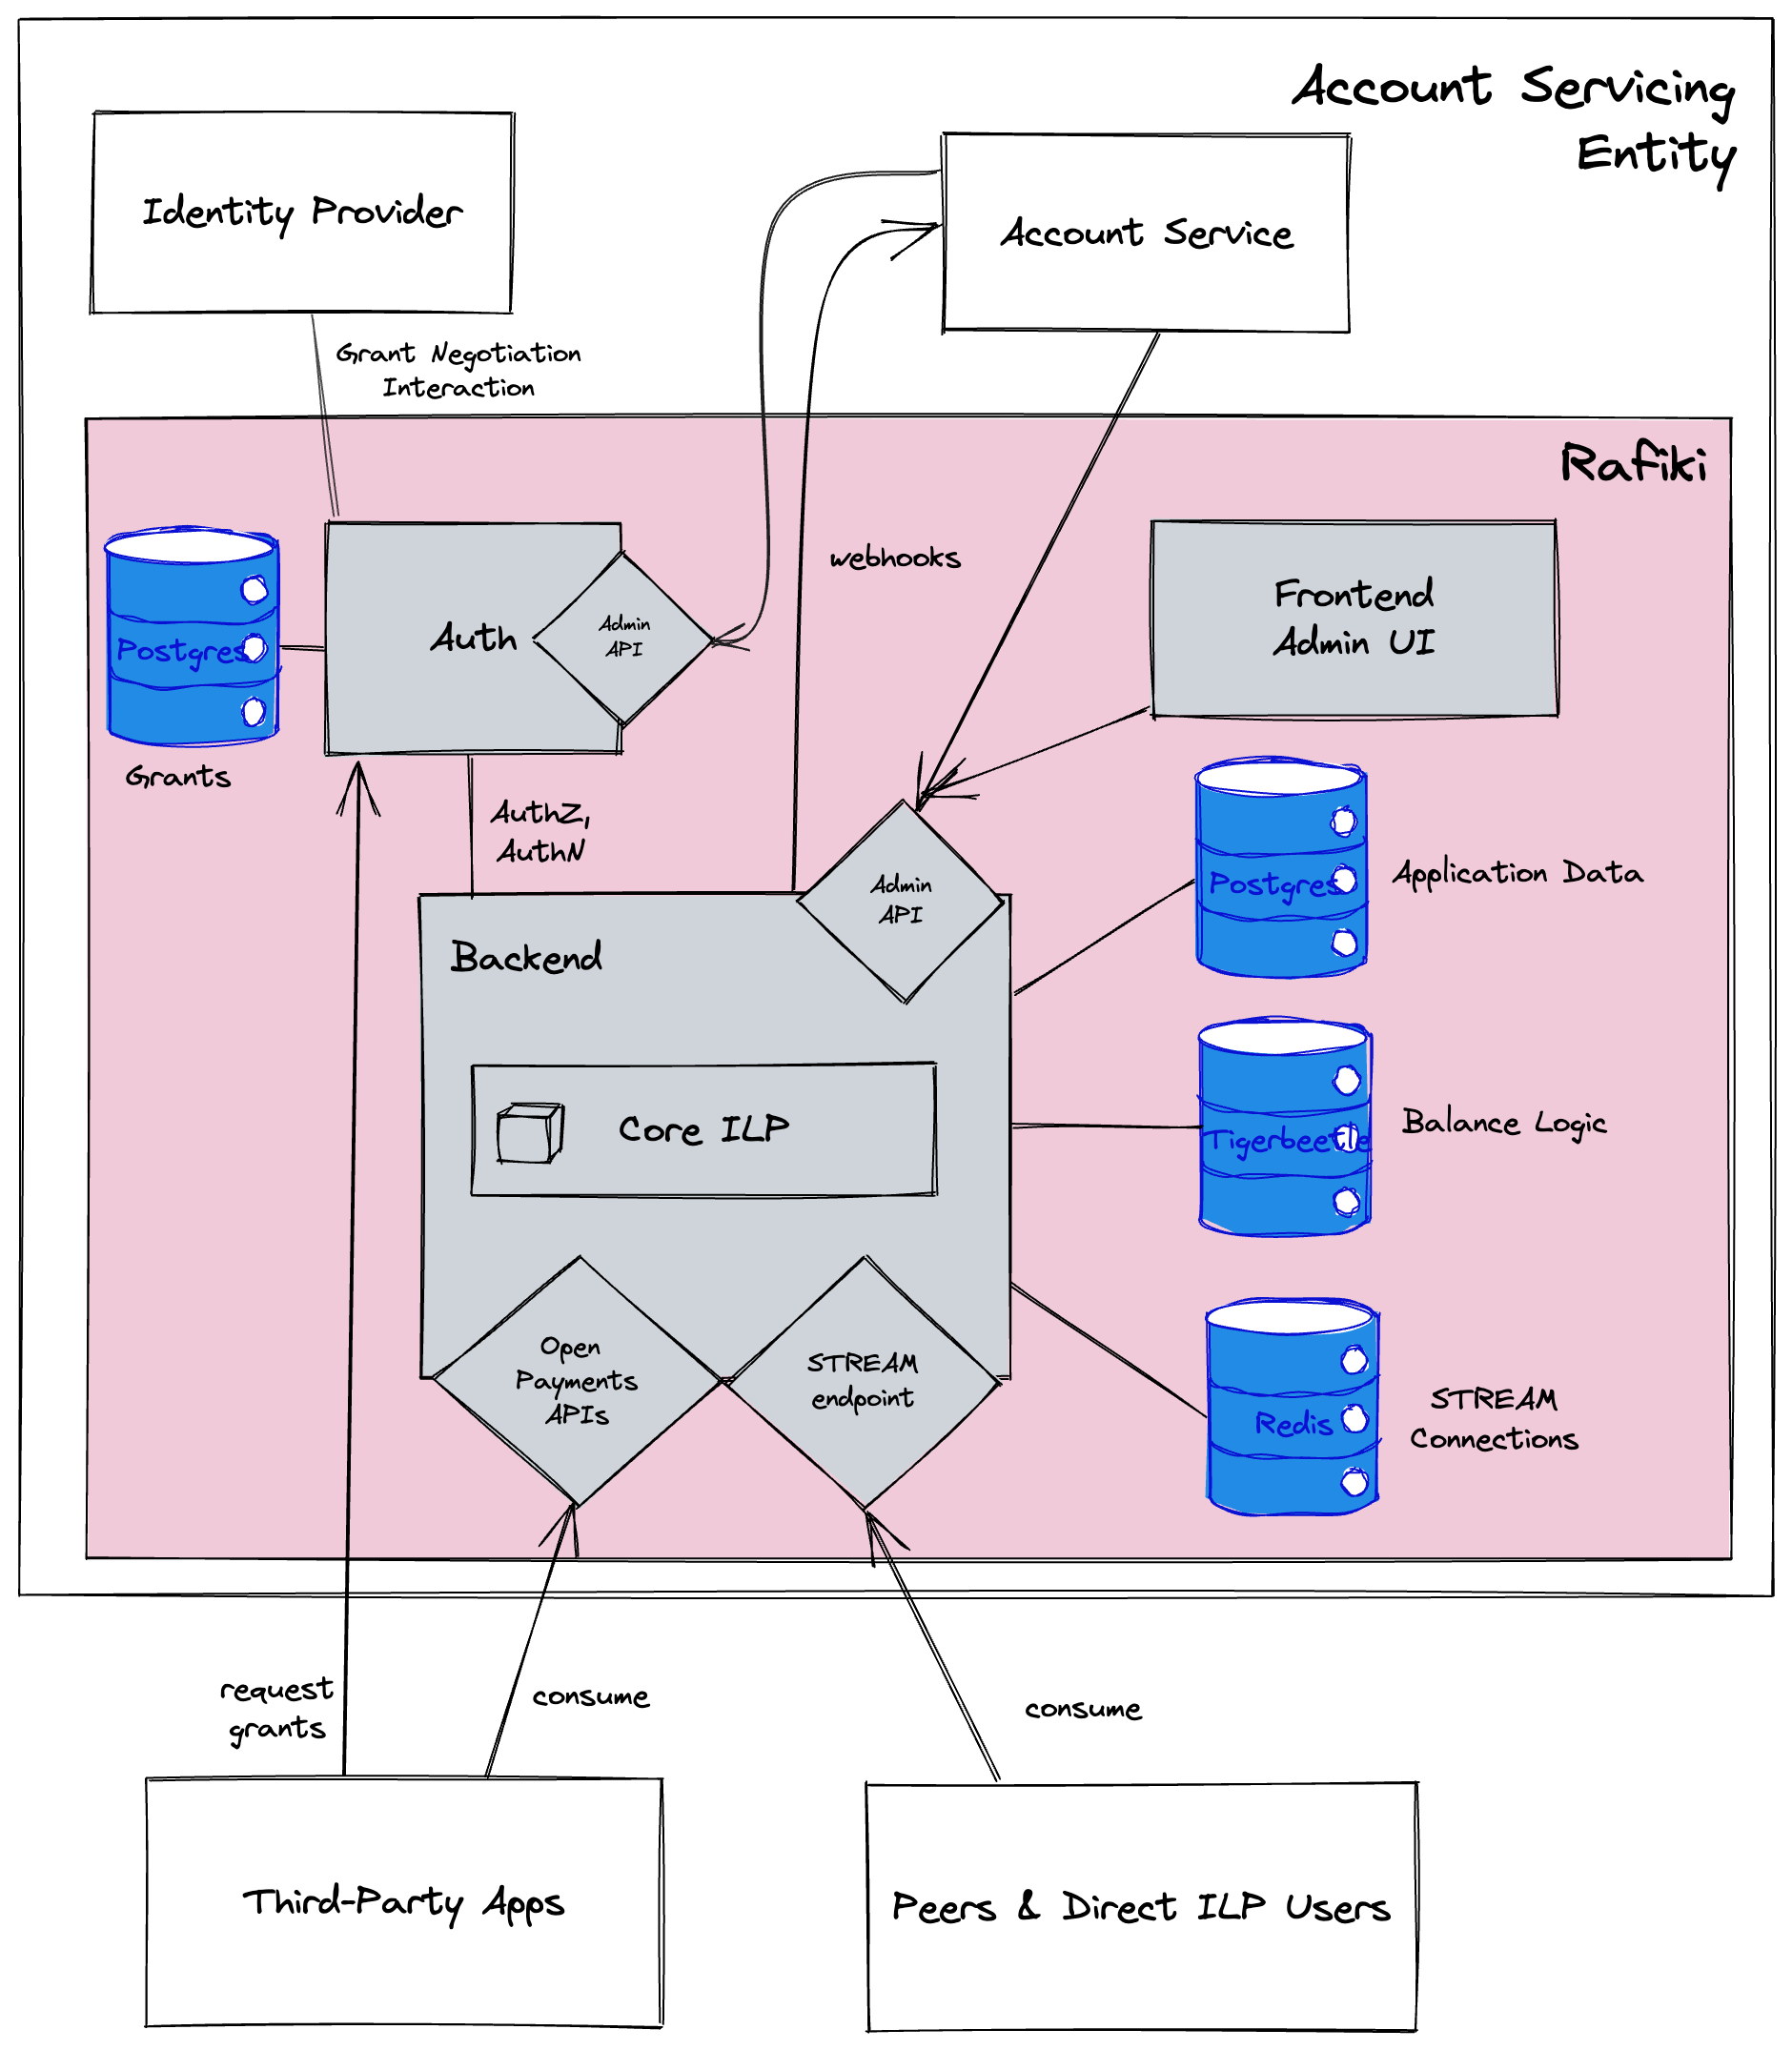 Account Servicing
Entity
Identity Provider
Account Service
Grant Negotiation
Interaction
Rafiki
webhooks
Frontend
Admin UI
Postgres
Auth
Admin
API
Grants
AuthZ,
AuthN
Admin
API
Postgres
Application Data
Backend
Core ILP
Tigerbeetle
Balance Logic
Open
Payments
APIs
STREAM
endpoint
Redis
STREAM
Connections
request
grants
consume
consume
Third-Party Apps
Peers & Direct ILP Users